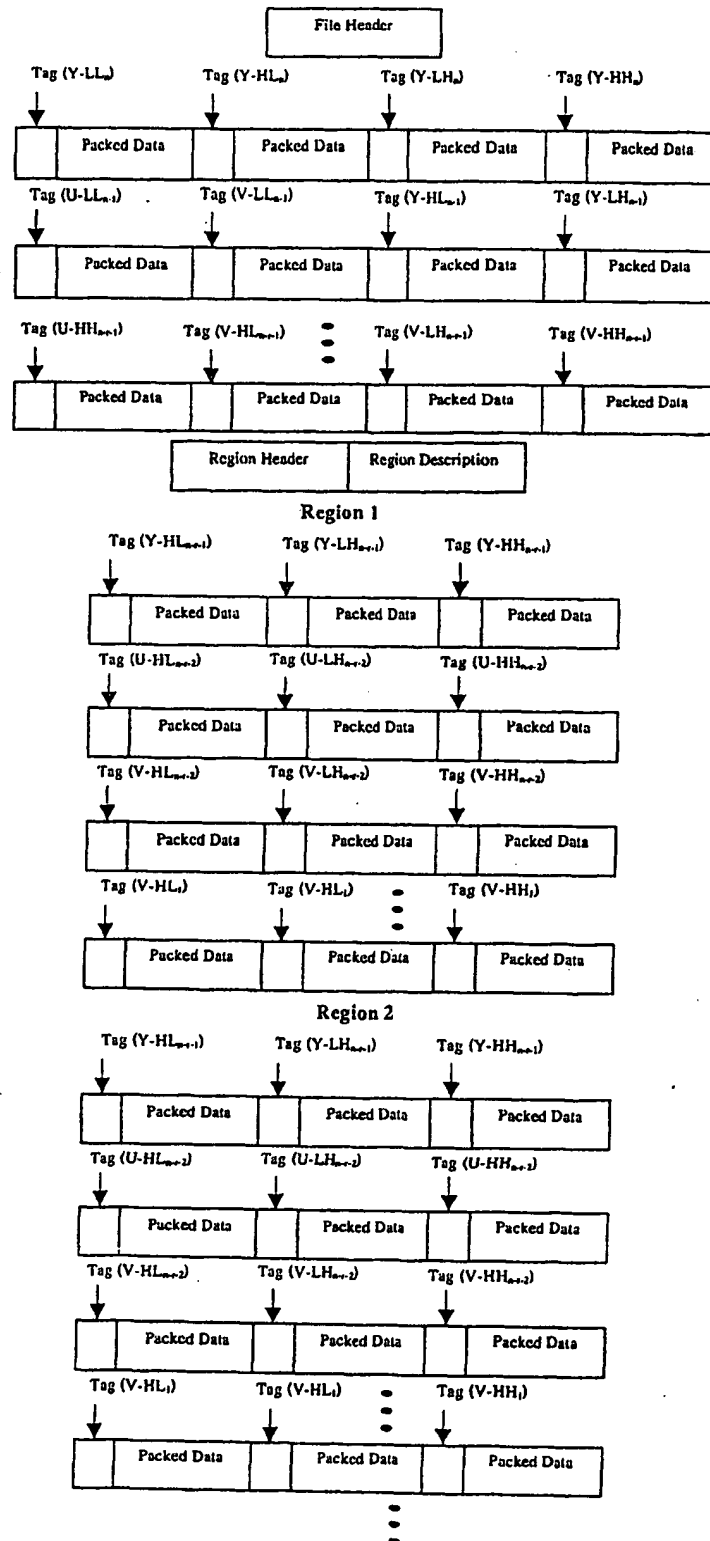 File Header
Tag (Y-LLₙ) Tag (Y-HLₙ) Tag (Y-LHₙ) Tag (Y-HHₙ)
Packed Data Packed Data Packed Data Packed Data
Tag (U-LLₙ₋₁) Tag (V-LLₙ₋₁) Tag (Y-HLₙ₋₁) Tag (Y-LHₙ₋₁)
Packed Data Packed Data Packed Data Packed Data
Tag (U-HHₙ₋ᵣ₋₁) Tag (V-HLₙ₋ᵣ₋₁) Tag (V-LHₙ₋ᵣ₋₁) Tag (V-HHₙ₋ᵣ₋₁)
Packed Data Packed Data Packed Data Packed Data
Region Header Region Description
Region 1
Tag (Y-HLₙ₋ᵣ₋₁) Tag (Y-LHₙ₋ᵣ₋₁) Tag (Y-HHₙ₋ᵣ₋₁)
Packed Data Packed Data Packed Data
Tag (U-HLₙ₋ᵣ₋₂) Tag (U-LHₙ₋ᵣ₋₂) Tag (U-HHₙ₋ᵣ₋₂)
Packed Data Packed Data Packed Data
Tag (V-HLₙ₋ᵣ₋₂) Tag (V-LHₙ₋ᵣ₋₂) Tag (V-HHₙ₋ᵣ₋₂)
Packed Data Packed Data Packed Data
Tag (V-HL₁) Tag (V-HL₁) Tag (V-HH₁)
Packed Data Packed Data Packed Data
Region 2
Tag (Y-HLₙ₋ᵣ₋₁) Tag (Y-LHₙ₋ᵣ₋₁) Tag (Y-HHₙ₋ᵣ₋₁)
Packed Data Packed Data Packed Data
Tag (U-HLₙ₋ᵣ₋₂) Tag (U-LHₙ₋ᵣ₋₂) Tag (U-HHₙ₋ᵣ₋₂)
Packed Data Packed Data Packed Data
Tag (V-HLₙ₋ᵣ₋₂) Tag (V-LHₙ₋ᵣ₋₂) Tag (V-HHₙ₋ᵣ₋₂)
Packed Data Packed Data Packed Data
Tag (V-HL₁) Tag (V-HL₁) Tag (V-HH₁)
Packed Data Packed Data Packed Data